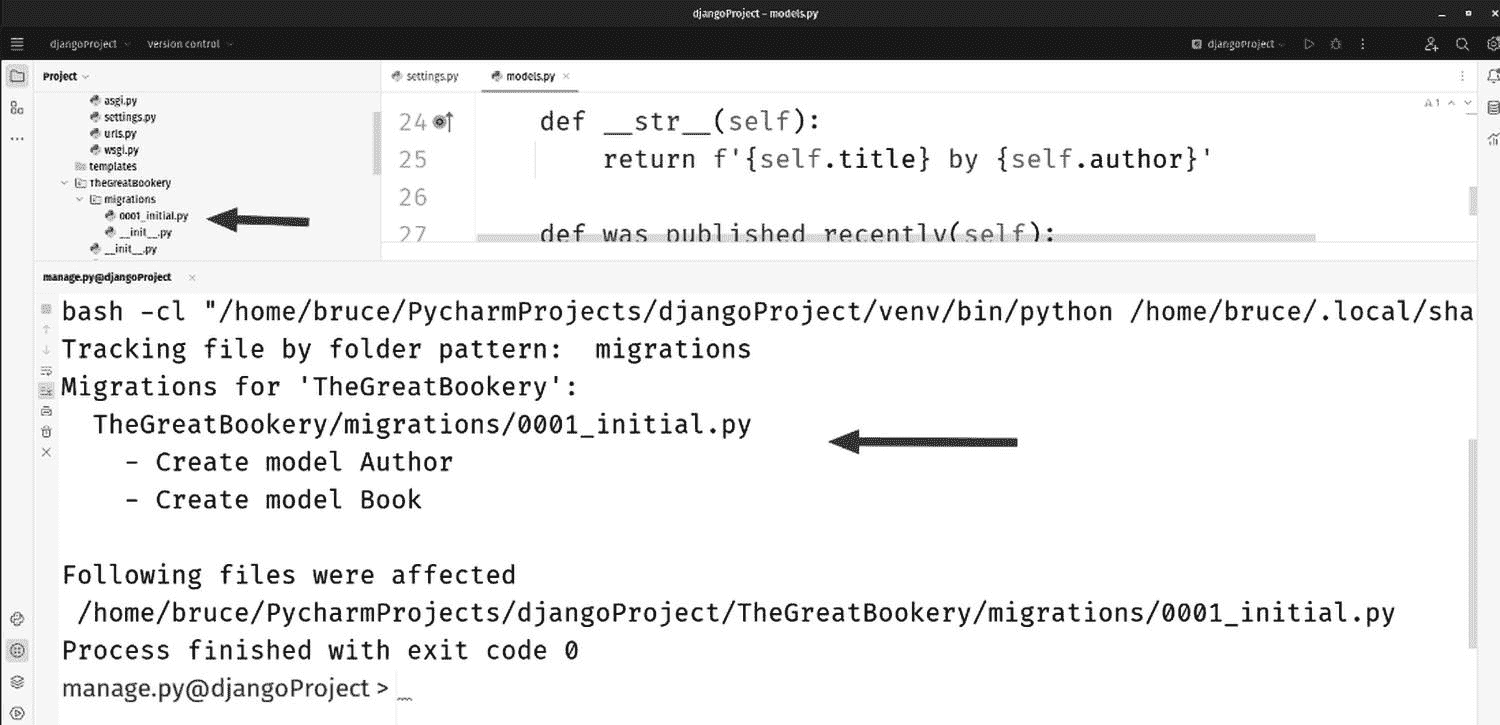 djangoProject – models.py
djangoProject version control djangoProject
Project
settings.py models.py
asgi.py
settings.py
urls.py
wsgi.py
templates
TheGreatBookery
migrations
0001_initial.py
__init__.py
__init__.py
A1
24 def __str__(self):
25 return f'{self.title} by {self.author}'
26
27 def was_published_recently(self):
manage.py@djangoProject
bash -cl "/home/bruce/PycharmProjects/djangoProject/venv/bin/python /home/bruce/.local/sha
Tracking file by folder pattern:  migrations
Migrations for 'TheGreatBookery':
TheGreatBookery/migrations/0001_initial.py
- Create model Author
- Create model Book
Following files were affected
/home/bruce/PycharmProjects/djangoProject/TheGreatBookery/migrations/0001_initial.py
Process finished with exit code 0
manage.py@djangoProject > _